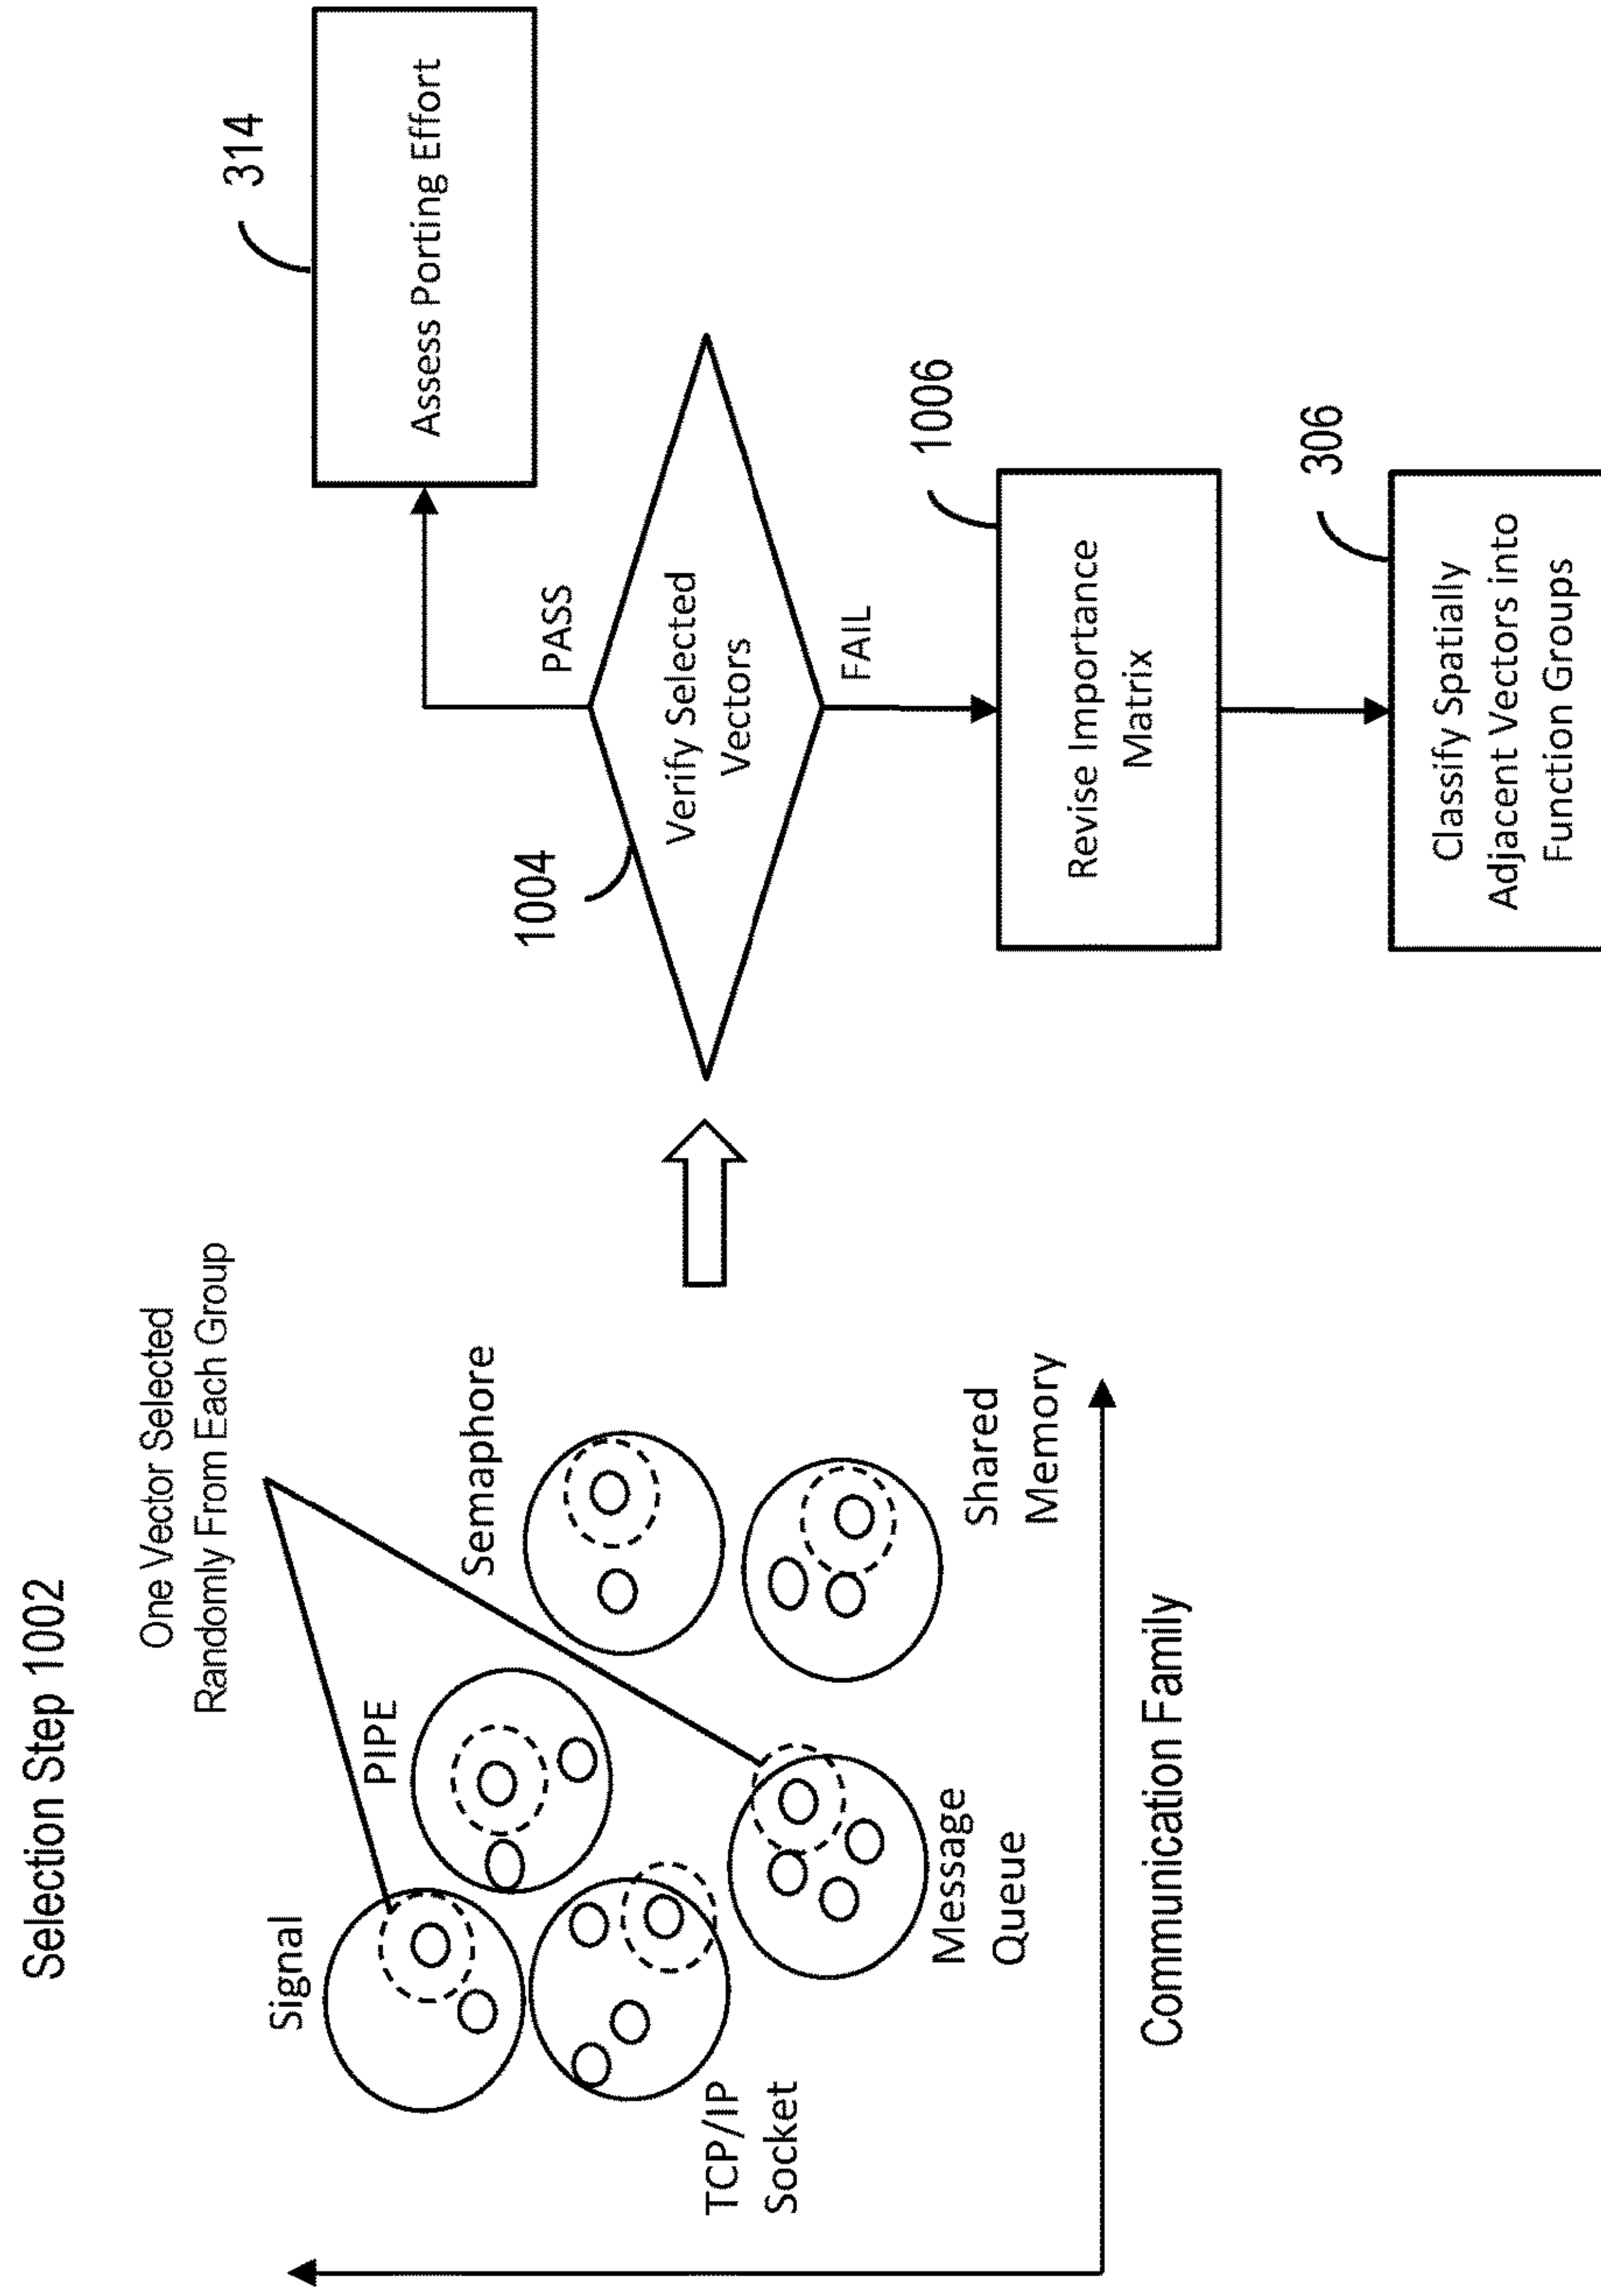 Selection Step 1002
One Vector Selected
Randomly From Each Group
Signal
PIPE
Semaphore
TCP/IP
Socket
Message
Queue
Shared
Memory
Communication Family
314
Assess Porting Effort
PASS
1004
Verify Selected
Vectors
FAIL
1006
Revise Importance
Matrix
306
Classify Spatially
Adjacent Vectors into
Function Groups